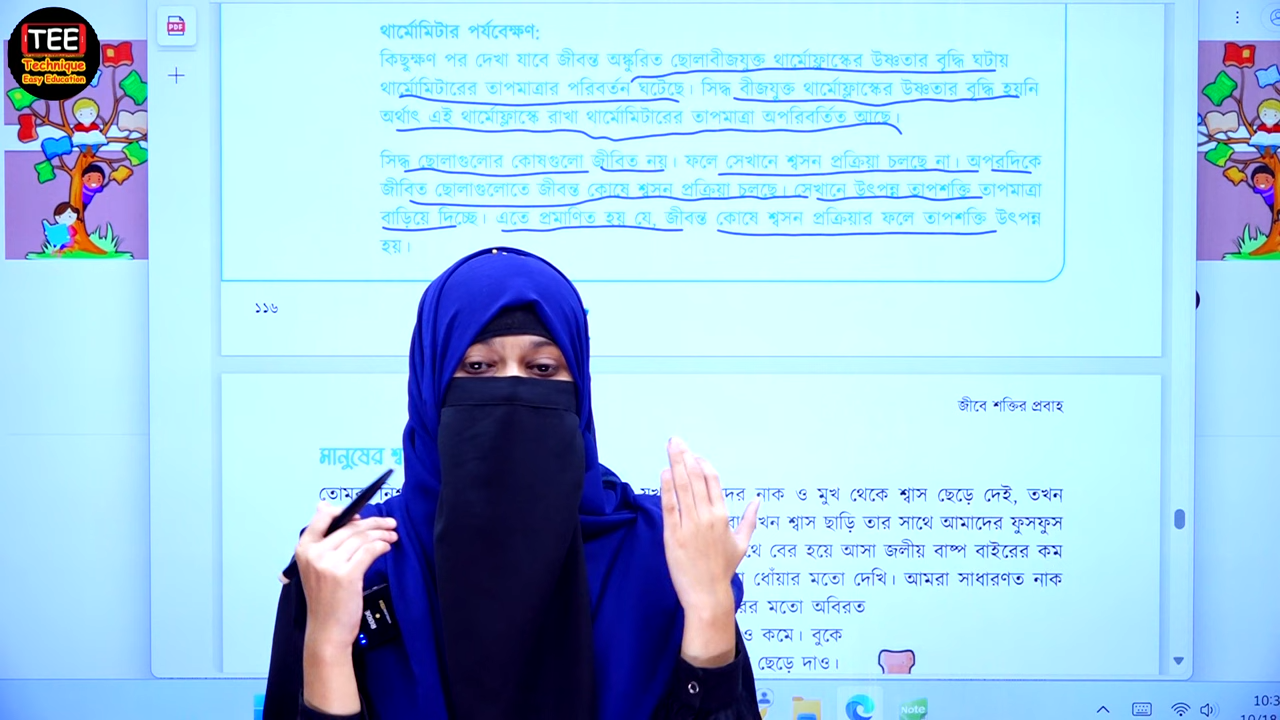 TEE
Technique
Easy Education
PDF
থার্মোমিটার পর্যবেক্ষণ:
কিছুক্ষণ পর দেখা যাবে জীবন্ত অঙ্কুরিত ছোলাবীজযুক্ত থার্মোফ্লাস্কের উষ্ণতার বৃদ্ধি ঘটায়
থার্মোমিটারের তাপমাত্রার পরিবর্তন ঘটেছে। সিদ্ধ বীজযুক্ত থার্মোফ্লাস্কের উষ্ণতার বৃদ্ধি হয়নি
অর্থাৎ এই থার্মোফ্লাস্কে রাখা থার্মোমিটারের তাপমাত্রা অপরিবর্তিত আছে।
সিদ্ধ ছোলাগুলোর কোষগুলো জীবিত নয়। ফলে সেখানে শ্বসন প্রক্রিয়া চলছে না। অপরদিকে
জীবিত ছোলাগুলোতে জীবন্ত কোষে শ্বসন প্রক্রিয়া চলছে। সেখানে উৎপন্ন তাপশক্তি তাপমাত্রা
বাড়িয়ে দিচ্ছে। এতে প্রমাণিত হয় যে, জীবন্ত কোষে শ্বসন প্রক্রিয়ার ফলে তাপশক্তি উৎপন্ন
হয়।
১১৬
জীবে শক্তির প্রবাহ
মানুষের
নাক ও মুখ থেকে শ্বাস ছেড়ে দেই, তখন
শ্বাস ছাড়ি তার সাথে আমাদের ফুসফুস
বের হয়ে আসা জলীয় বাষ্প বাইরের কম
ধোঁয়ার মতো দেখি। আমরা সাধারণত নাক
মতো অবিরত
ও কমে। বুকে
ছেড়ে দাও।
Note